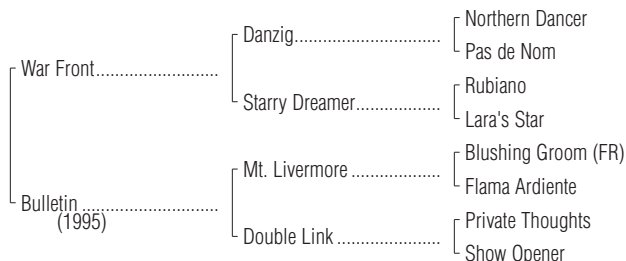 Northern Dancer
Danzig........................................
Pas de Nom
War Front..........................
Rubiano
Starry Dreamer.......................
Lara's Star
Blushing Groom (FR)
Mt. Livermore ..........................
Flama Ardiente
Bulletin .............................
(1995)
Private Thoughts
Double Link ............................
Show Opener